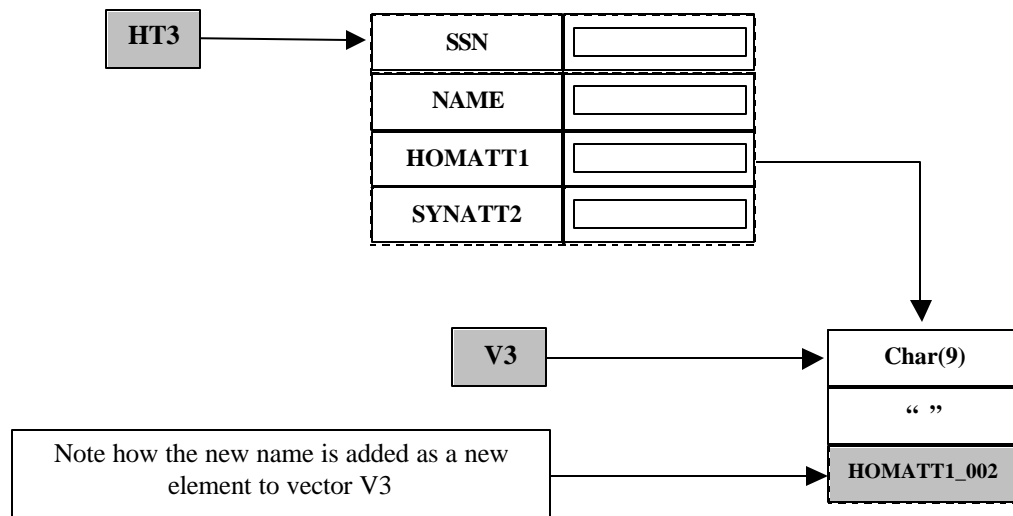 HT3
SSN
NAME
HOMATT1
SYNATT2
V3
Char(9)
“ ”
HOMATT1_002
Note how the new name is added as a new
element to vector V3